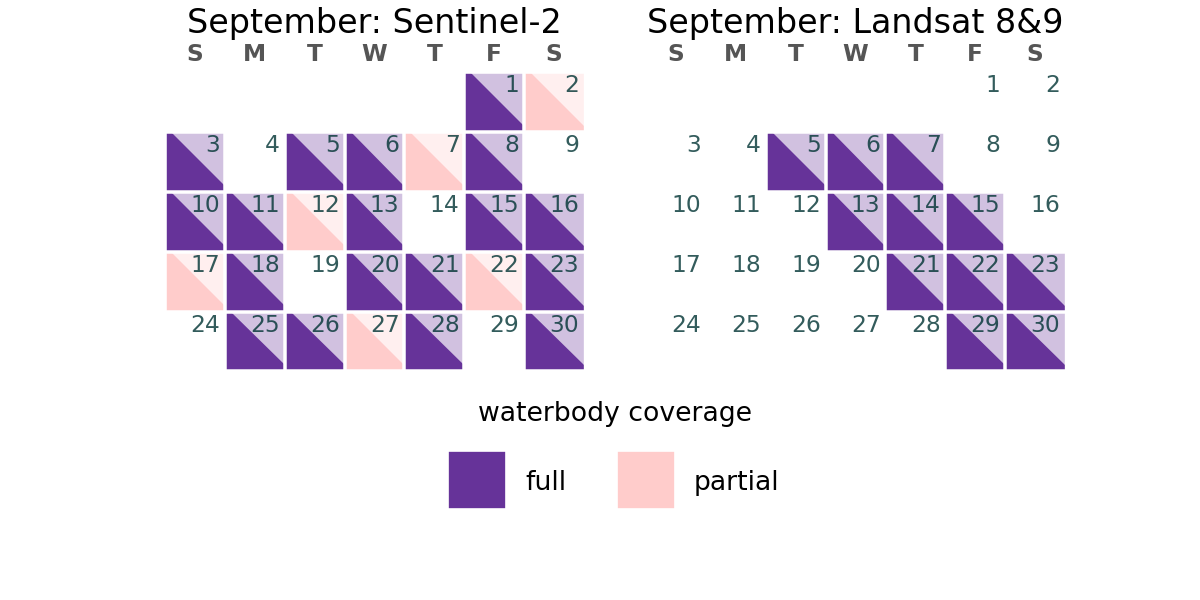 September: Sentinel-2
S M T W T F S
1 2
3 4 5 6 7 8 9
10 11 12 13 14 15 16
17 18 19 20 21 22 23
24 25 26 27 28 29 30
September: Landsat 8&9
S M T W T F S
1 2
3 4 5 6 7 8 9
10 11 12 13 14 15 16
17 18 19 20 21 22 23
24 25 26 27 28 29 30
waterbody coverage
full partial